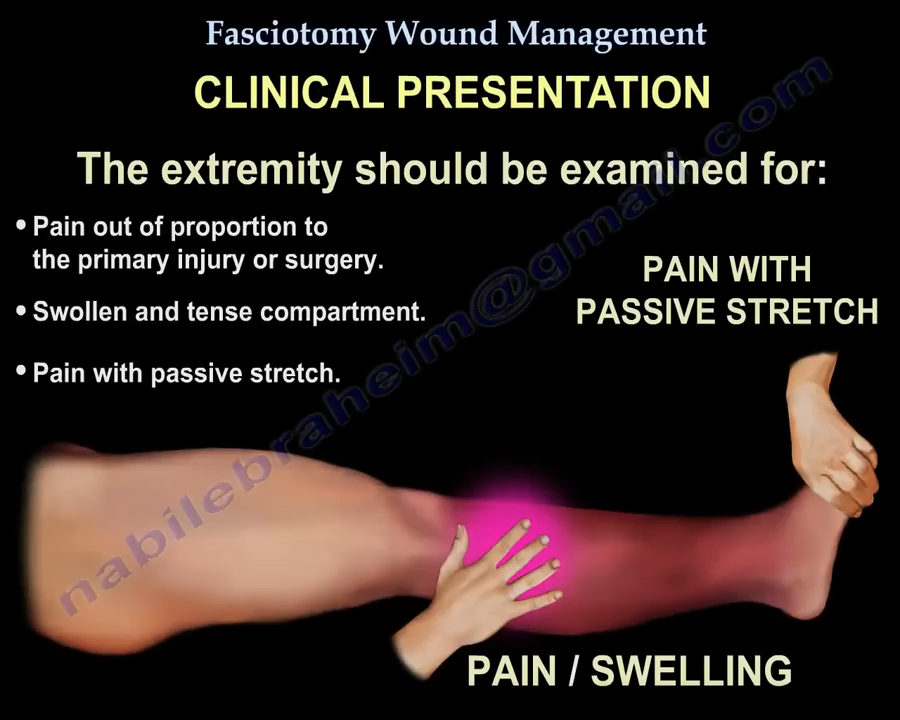 Fasciotomy Wound Management
CLINICAL PRESENTATION
The extremity should be examined for:
• Pain out of proportion to
the primary injury or surgery.
• Swollen and tense compartment.
• Pain with passive stretch.
PAIN WITH
PASSIVE STRETCH
PAIN / SWELLING
nabilebraheim@gmail.com